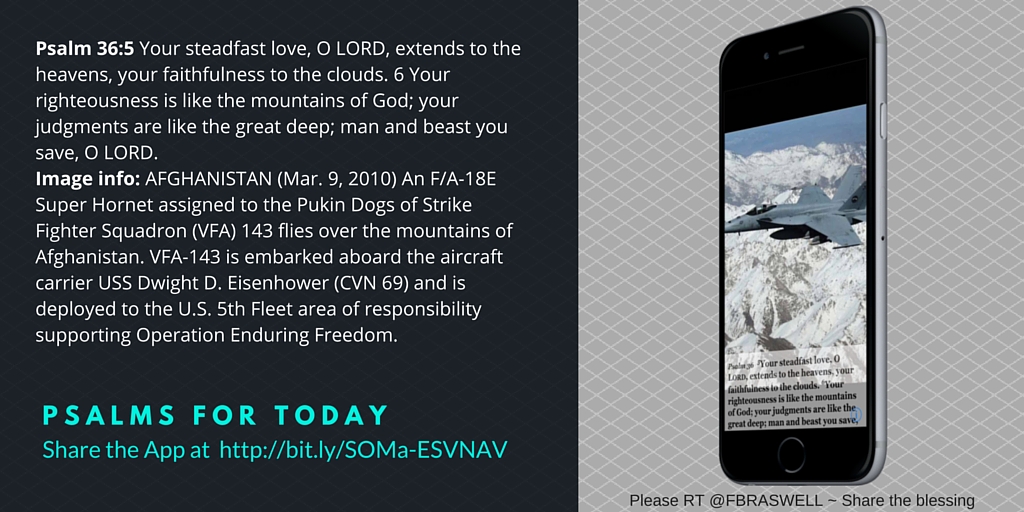 Psalm 36:5 Your steadfast love, O LORD, extends to the
heavens, your faithfulness to the clouds. 6 Your
righteousness is like the mountains of God; your
judgments are like the great deep; man and beast you
save, O LORD.
Image info: AFGHANISTAN (Mar. 9, 2010) An F/A-18E
Super Hornet assigned to the Pukin Dogs of Strike
Fighter Squadron (VFA) 143 flies over the mountains of
Afghanistan. VFA-143 is embarked aboard the aircraft
carrier USS Dwight D. Eisenhower (CVN 69) and is
deployed to the U.S. 5th Fleet area of responsibility
supporting Operation Enduring Freedom.
PSALMS FOR TODAY
Share the App at http://bit.ly/SOMa-ESVNAV
Psalm 36 5Your steadfast love, O
LORD, extends to the heavens, your
faithfulness to the clouds. 6Your
righteousness is like the mountains
of God; your judgments are like the
great deep; man and beast you save,
Please RT @FBRASWELL ~ Share the blessing